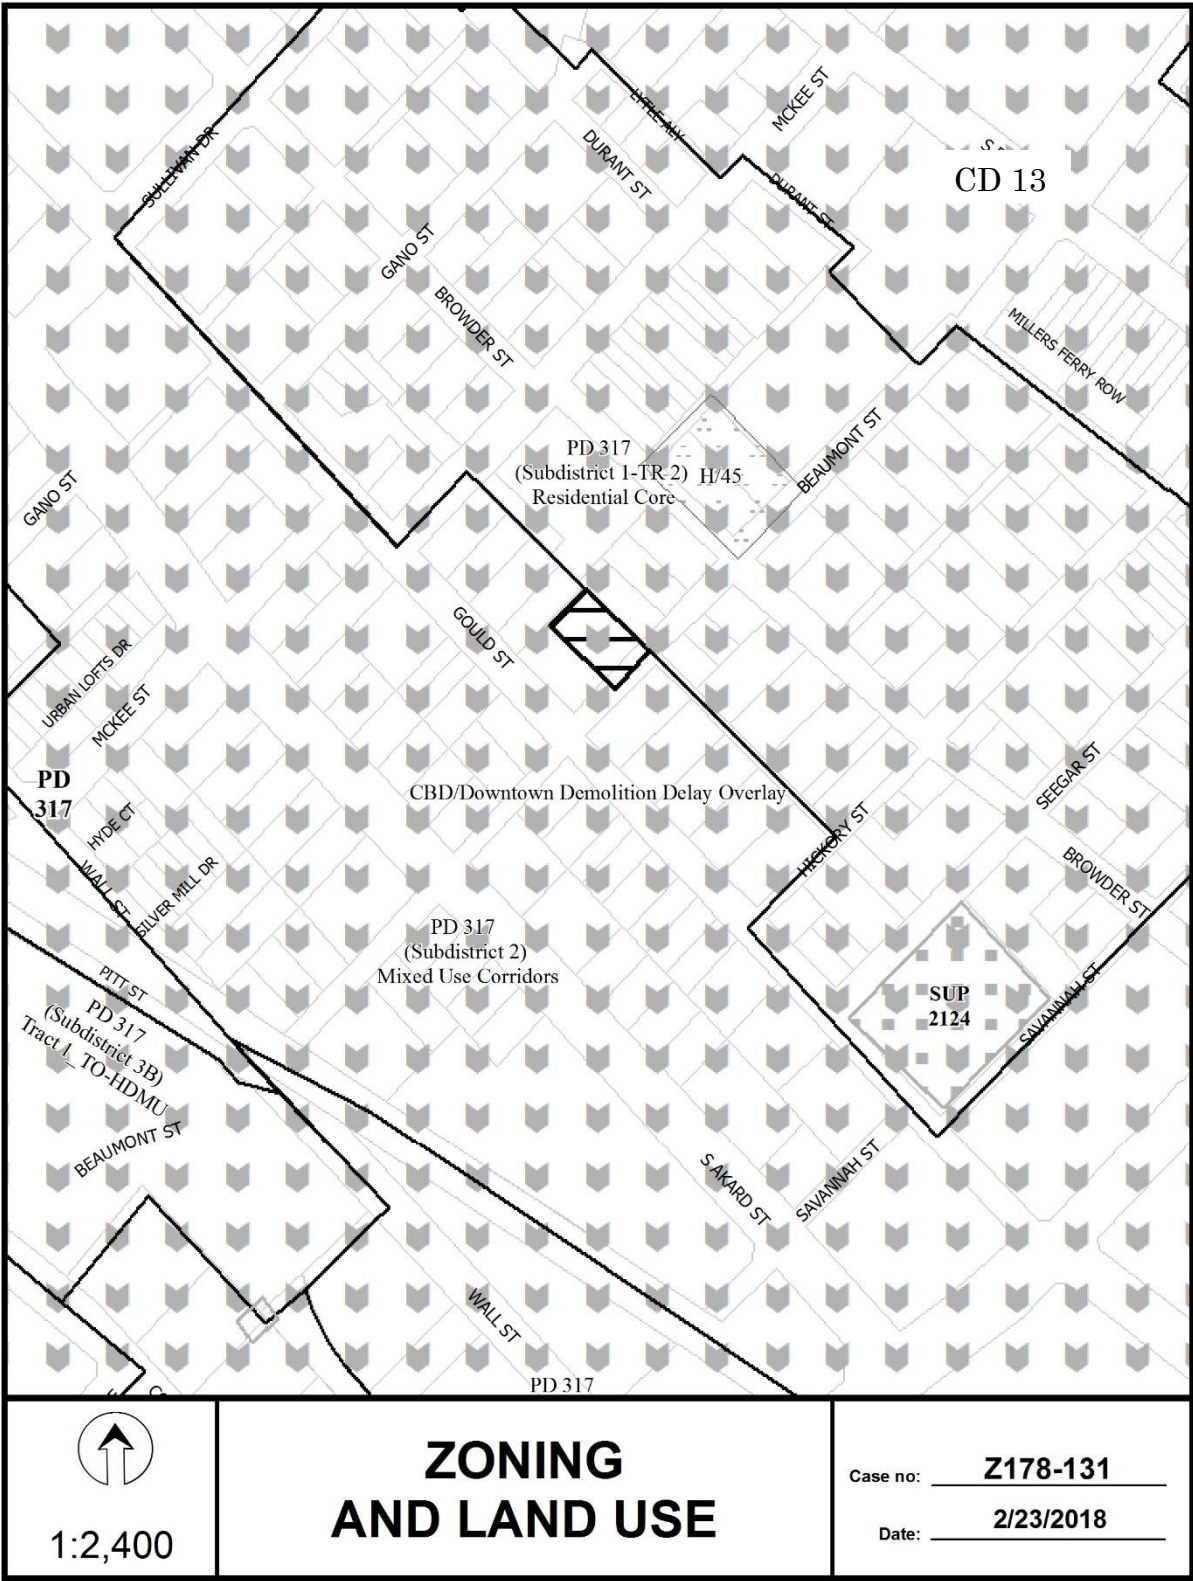 LYTLE ALY
MCKEE ST
SULLIVAN DR
DURANT ST
CD 13
DURANT ST
GANO ST
BROWDER ST
MILLERS FERRY ROW
PD 317
(Subdistrict 1-TR 2)
Residential Core
H/45
BEAUMONT ST
GANO ST
GOULD ST
URBAN LOFTS DR
MCKEE ST
PD
317
CBD/Downtown Demolition Delay Overlay
SEEGAR ST
HYDE CT
HICKORY ST
WALL ST
SILVER MILL DR
BROWDER ST
PD 317
(Subdistrict 2)
Mixed Use Corridors
PITT ST
PD 317
(Subdistrict 3B)
Tract 1_TO-HDMU
SUP
2124
SAVANNAH ST
BEAUMONT ST
S AKARD ST
SAVANNAH ST
WALL ST
PD 317
1:2,400
ZONING
AND LAND USE
Case no: Z178-131
Date: 2/23/2018